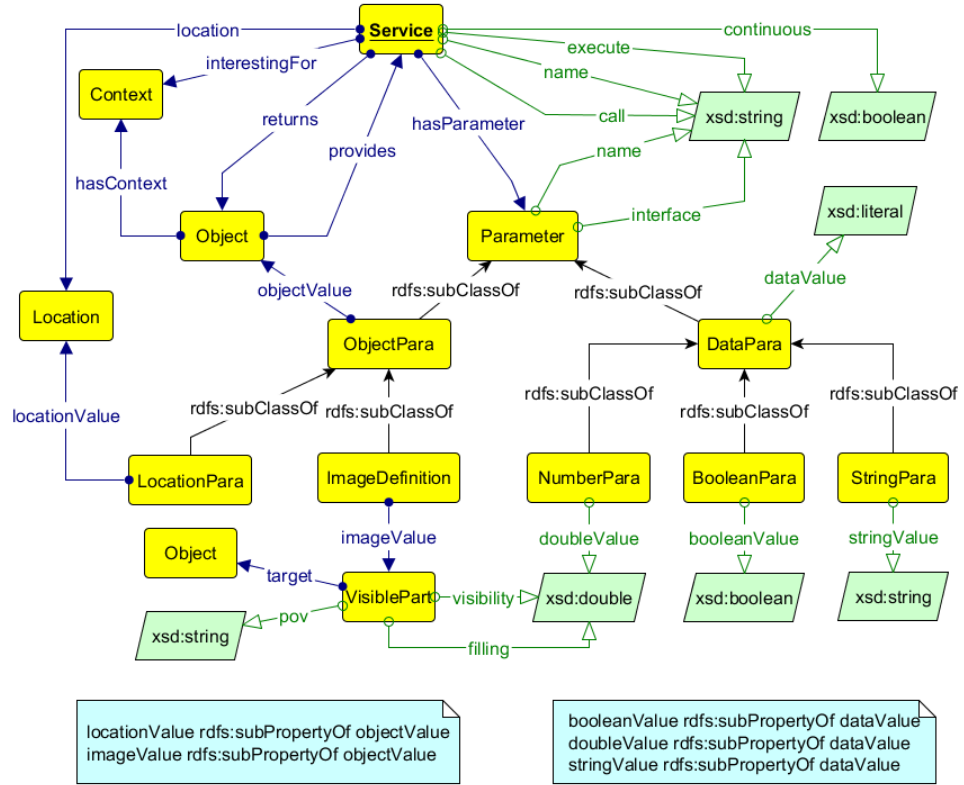 location
Service
continuous
execute
interestingFor
name
Context
xsd:string
xsd:boolean
returns
hasParameter
call
provides
name
hasContext
interface
xsd:literal
Object
Parameter
dataValue
objectValue
rdfs:subClassOf
rdfs:subClassOf
Location
ObjectPara
DataPara
rdfs:subClassOf
rdfs:subClassOf
rdfs:subClassOf
rdfs:subClassOf
rdfs:subClassOf
locationValue
LocationPara
ImageDefinition
NumberPara
BooleanPara
StringPara
imageValue
doubleValue
booleanValue
stringValue
Object
target
VisiblePart
visibility
xsd:double
xsd:boolean
xsd:string
pov
xsd:string
filling
locationValue rdfs:subPropertyOf objectValue
imageValue rdfs:subPropertyOf objectValue
booleanValue rdfs:subPropertyOf dataValue
doubleValue rdfs:subPropertyOf dataValue
stringValue rdfs:subPropertyOf dataValue